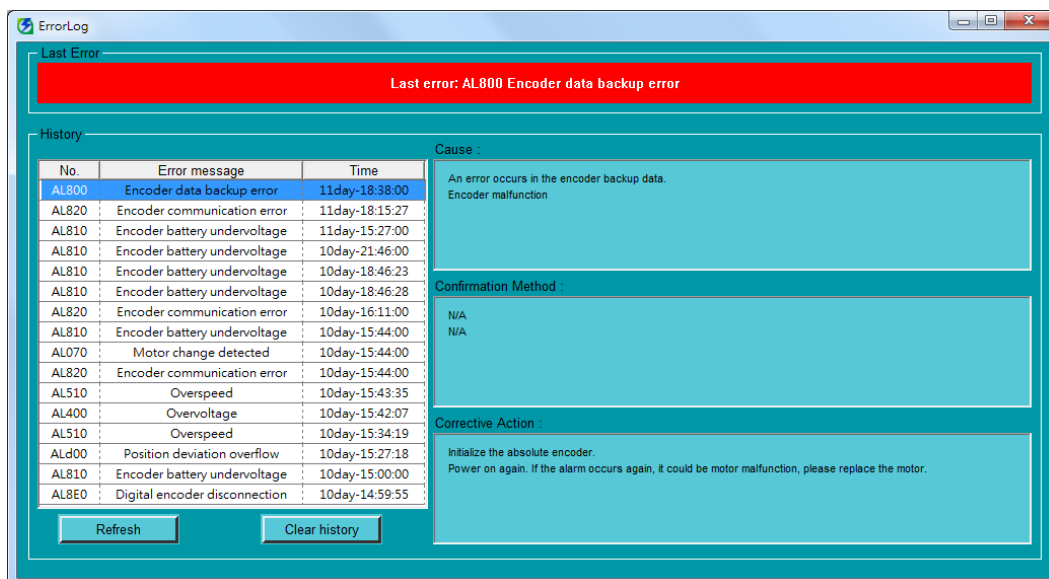 ErrorLog
Last Error
Last error: AL800 Encoder data backup error
History
No. Error message Time
AL800 Encoder data backup error 11day-18:38:00
AL820 Encoder communication error 11day-18:15:27
AL810 Encoder battery undervoltage 11day-15:27:00
AL810 Encoder battery undervoltage 10day-21:46:00
AL810 Encoder battery undervoltage 10day-18:46:23
AL810 Encoder battery undervoltage 10day-18:46:28
AL820 Encoder communication error 10day-16:11:00
AL810 Encoder battery undervoltage 10day-15:44:00
AL070 Motor change detected 10day-15:44:00
AL820 Encoder communication error 10day-15:44:00
AL510 Overspeed 10day-15:43:35
AL400 Overvoltage 10day-15:42:07
AL510 Overspeed 10day-15:34:19
ALd00 Position deviation overflow 10day-15:27:18
AL810 Encoder battery undervoltage 10day-15:00:00
AL8E0 Digital encoder disconnection 10day-14:59:55
Refresh Clear history
Cause :
An error occurs in the encoder backup data.
Encoder malfunction
Confirmation Method :
N/A
N/A
Corrective Action :
Initialize the absolute encoder.
Power on again. If the alarm occurs again, it could be motor malfunction, please replace the motor.